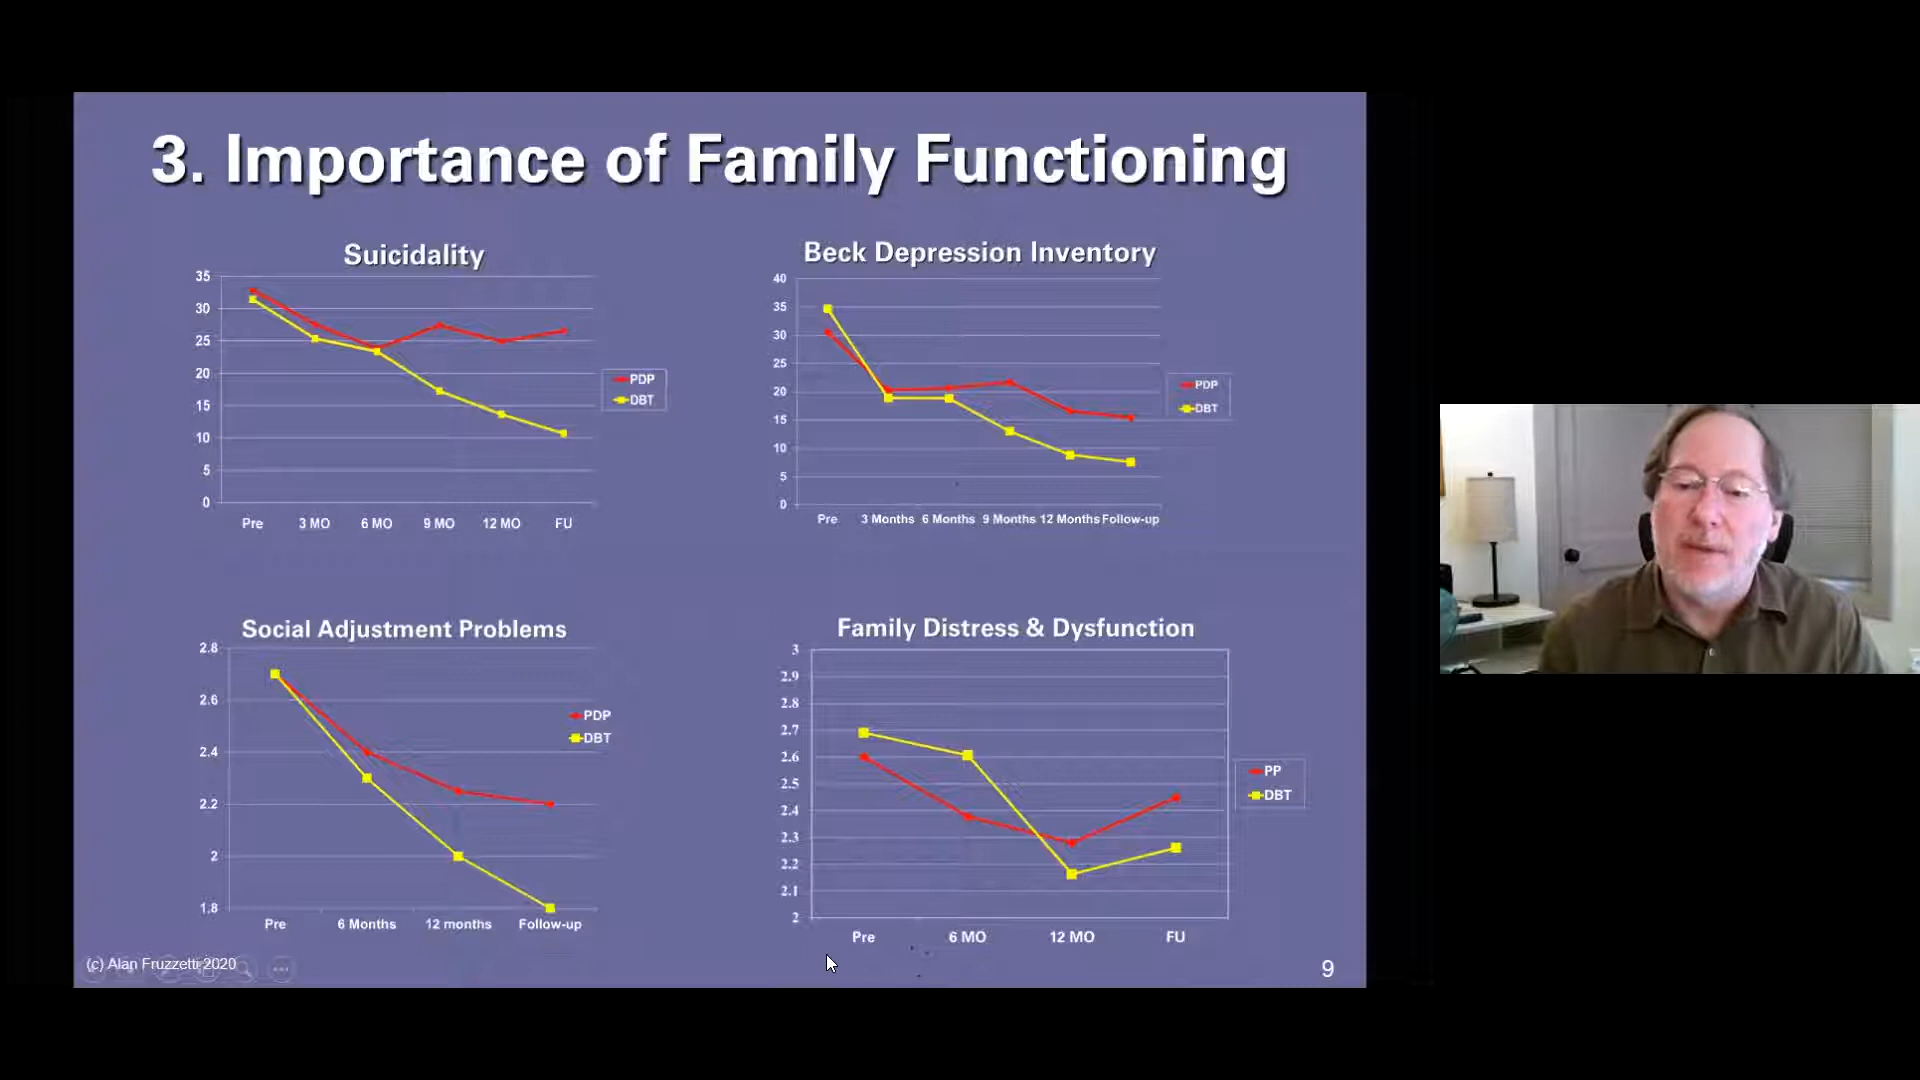 3. Importance of Family Functioning
Suicidality
35
30
25
20
15
10
5
0
Pre 3 MO 6 MO 9 MO 12 MO FU
PDP
DBT
Beck Depression Inventory
40
35
30
25
20
15
10
5
0
Pre 3 Months 6 Months 9 Months 12 Months Follow-up
PDP
DBT
Social Adjustment Problems
2.8
2.6
2.4
2.2
2
1.8
Pre 6 Months 12 months Follow-up
PDP
DBT
Family Distress & Dysfunction
3
2.9
2.8
2.7
2.6
2.5
2.4
2.3
2.2
2.1
2
Pre 6 MO 12 MO FU
PP
DBT
(c) Alan Fruzzetti 2020
9